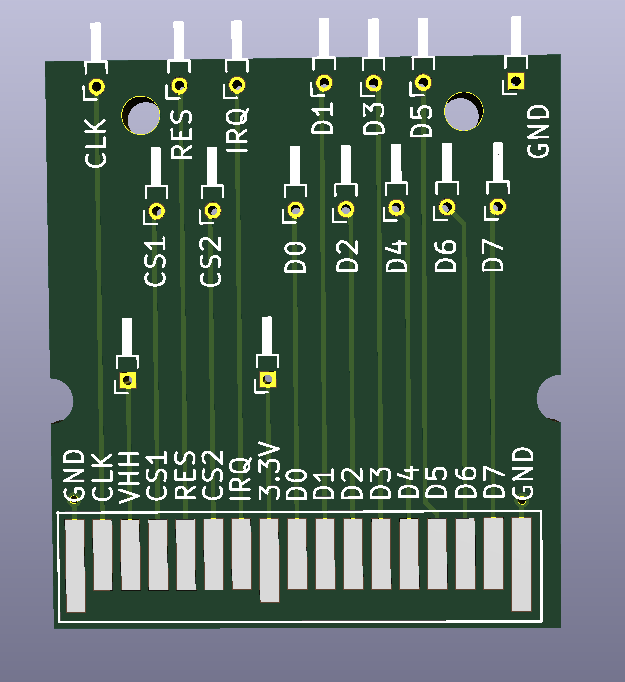 CLK
RES
IRQ
D1
D3
D5
GND
CS1
CS2
D0
D2
D4
D6
D7
GND
CLK
VHH
CS1
RES
CS2
IRQ
3.3V
D0
D1
D2
D3
D4
D5
D6
D7
GND